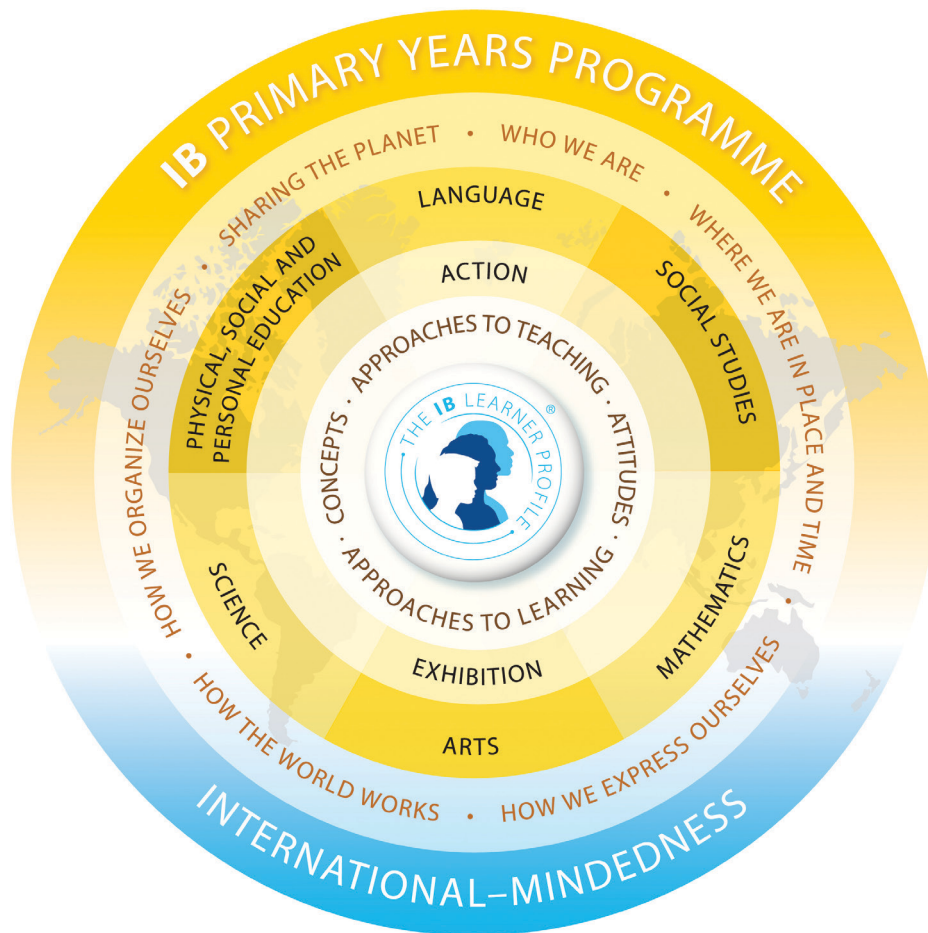 IB PRIMARY YEARS PROGRAMME
SHARING THE PLANET • WHO WE ARE • WHERE WE ARE IN PLACE AND TIME • HOW WE EXPRESS OURSELVES • HOW THE WORLD WORKS • HOW WE ORGANIZE OURSELVES •
LANGUAGE
SOCIAL STUDIES
MATHEMATICS
ARTS
SCIENCE
PHYSICAL, SOCIAL AND
PERSONAL EDUCATION
ACTION
EXHIBITION
APPROACHES TO TEACHING · ATTITUDES · APPROACHES TO LEARNING · CONCEPTS ·
THE IB LEARNER PROFILE®
INTERNATIONAL–MINDEDNESS